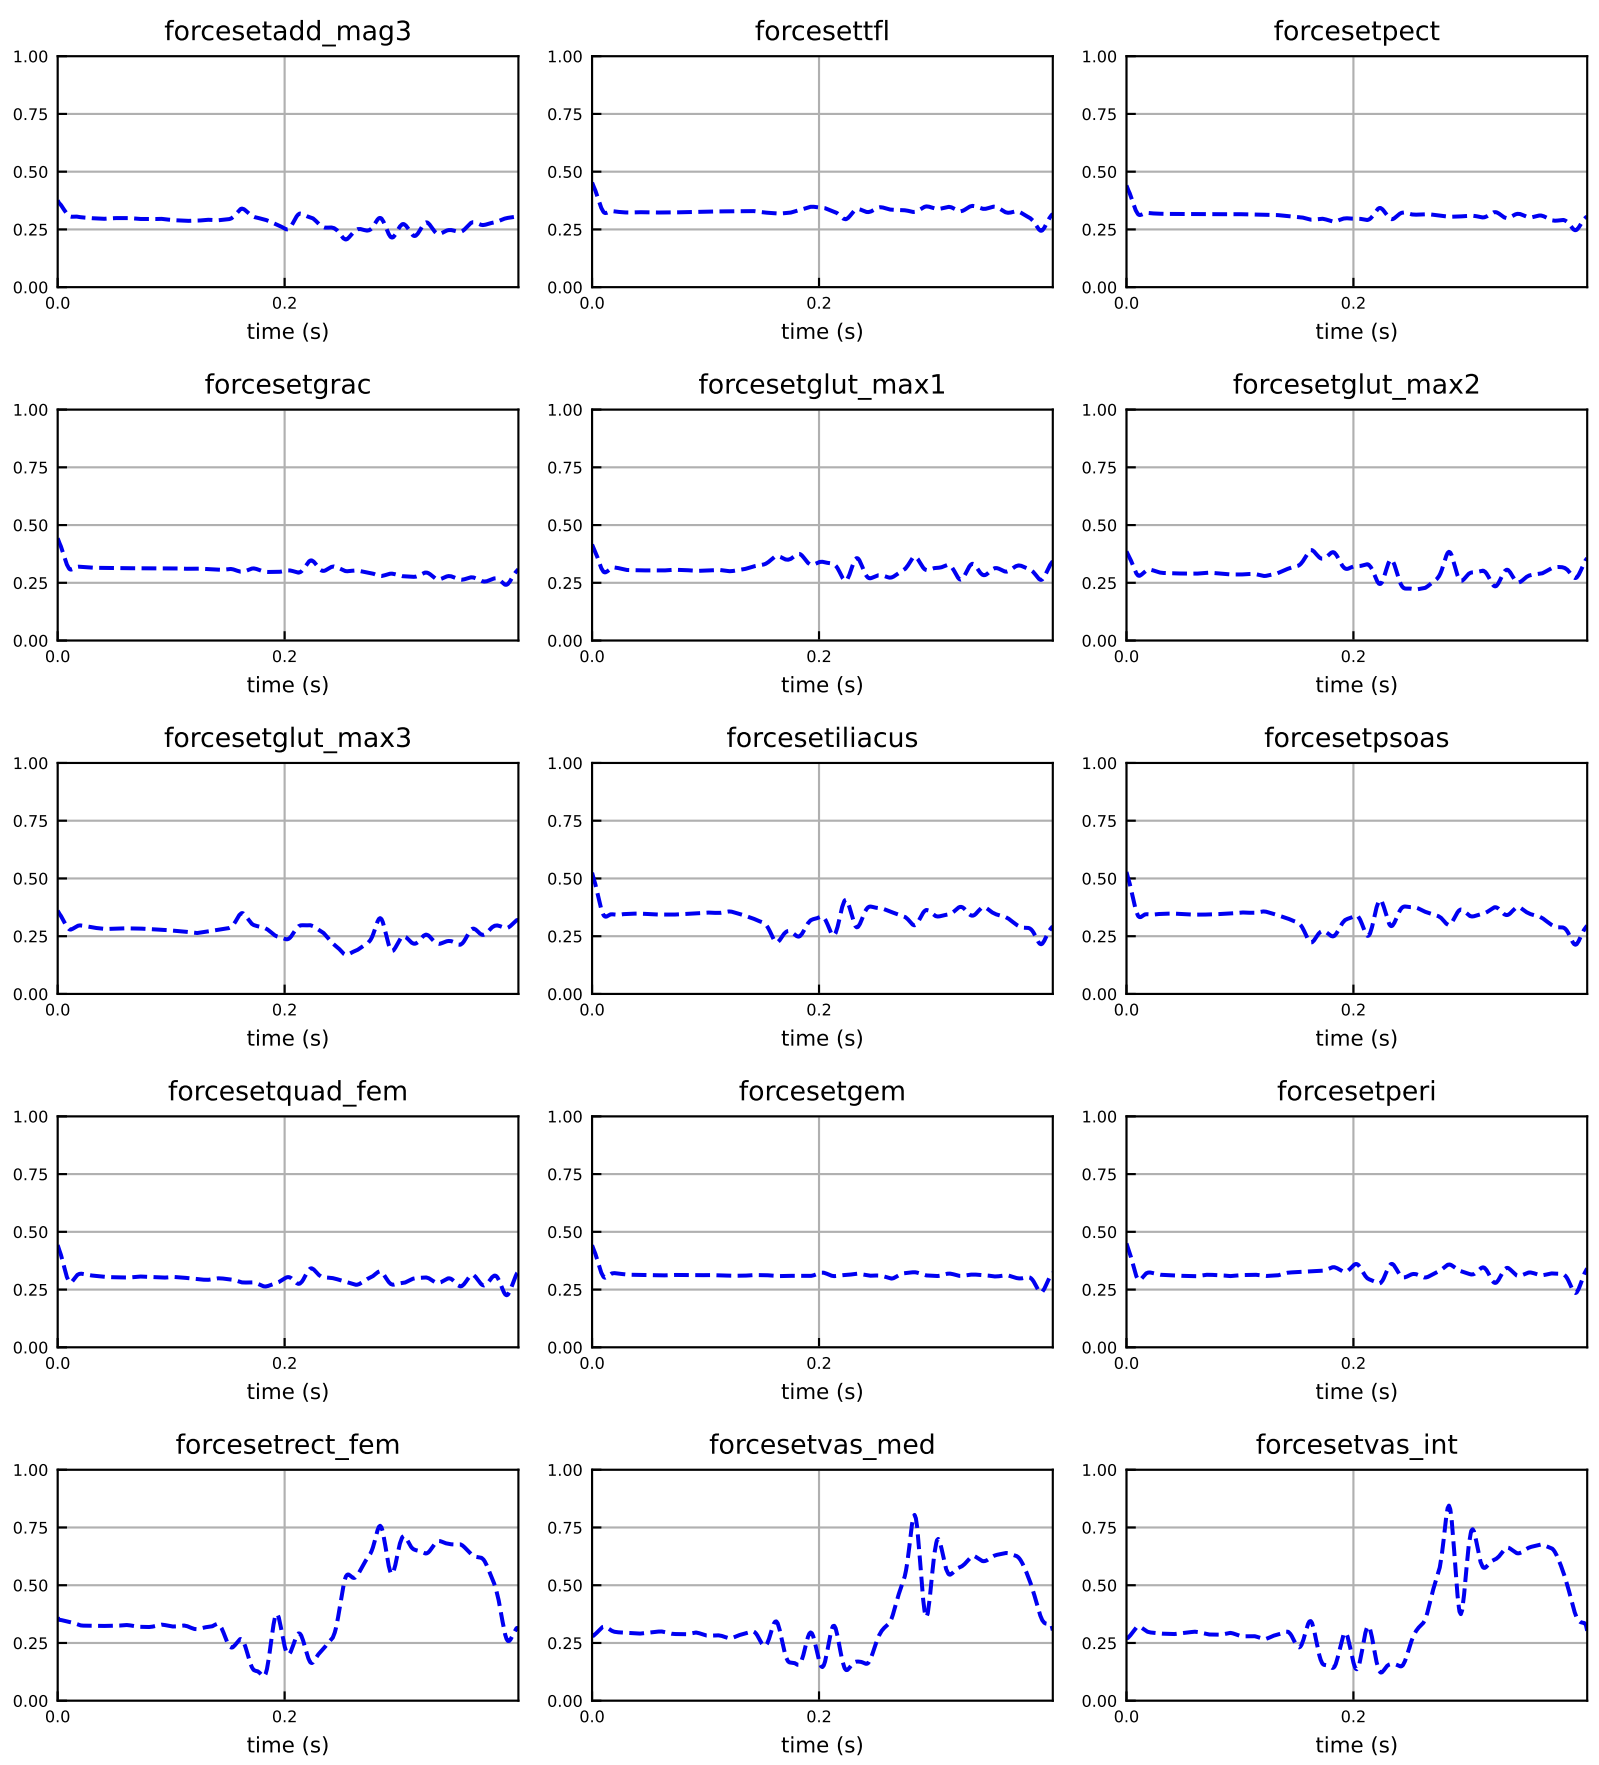 forcesetadd_mag3 forcesettfl forcesetpect
1.00 1.00 1.00
0.75 0.75 0.75
0.50 0.50 0.50
0.25 0.25 0.25
0.00 0.00 0.00
0.0 0.2 0.0 0.2 0.0 0.2
time (s) time (s) time (s)
forcesetgrac forcesetglut_max1 forcesetglut_max2
1.00 1.00 1.00
0.75 0.75 0.75
0.50 0.50 0.50
0.25 0.25 0.25
0.00 0.00 0.00
0.0 0.2 0.0 0.2 0.0 0.2
time (s) time (s) time (s)
forcesetglut_max3 forcesetiliacus forcesetpsoas
1.00 1.00 1.00
0.75 0.75 0.75
0.50 0.50 0.50
0.25 0.25 0.25
0.00 0.00 0.00
0.0 0.2 0.0 0.2 0.0 0.2
time (s) time (s) time (s)
forcesetquad_fem forcesetgem forcesetperi
1.00 1.00 1.00
0.75 0.75 0.75
0.50 0.50 0.50
0.25 0.25 0.25
0.00 0.00 0.00
0.0 0.2 0.0 0.2 0.0 0.2
time (s) time (s) time (s)
forcesetrect_fem forcesetvas_med forcesetvas_int
1.00 1.00 1.00
0.75 0.75 0.75
0.50 0.50 0.50
0.25 0.25 0.25
0.00 0.00 0.00
0.0 0.2 0.0 0.2 0.0 0.2
time (s) time (s) time (s)